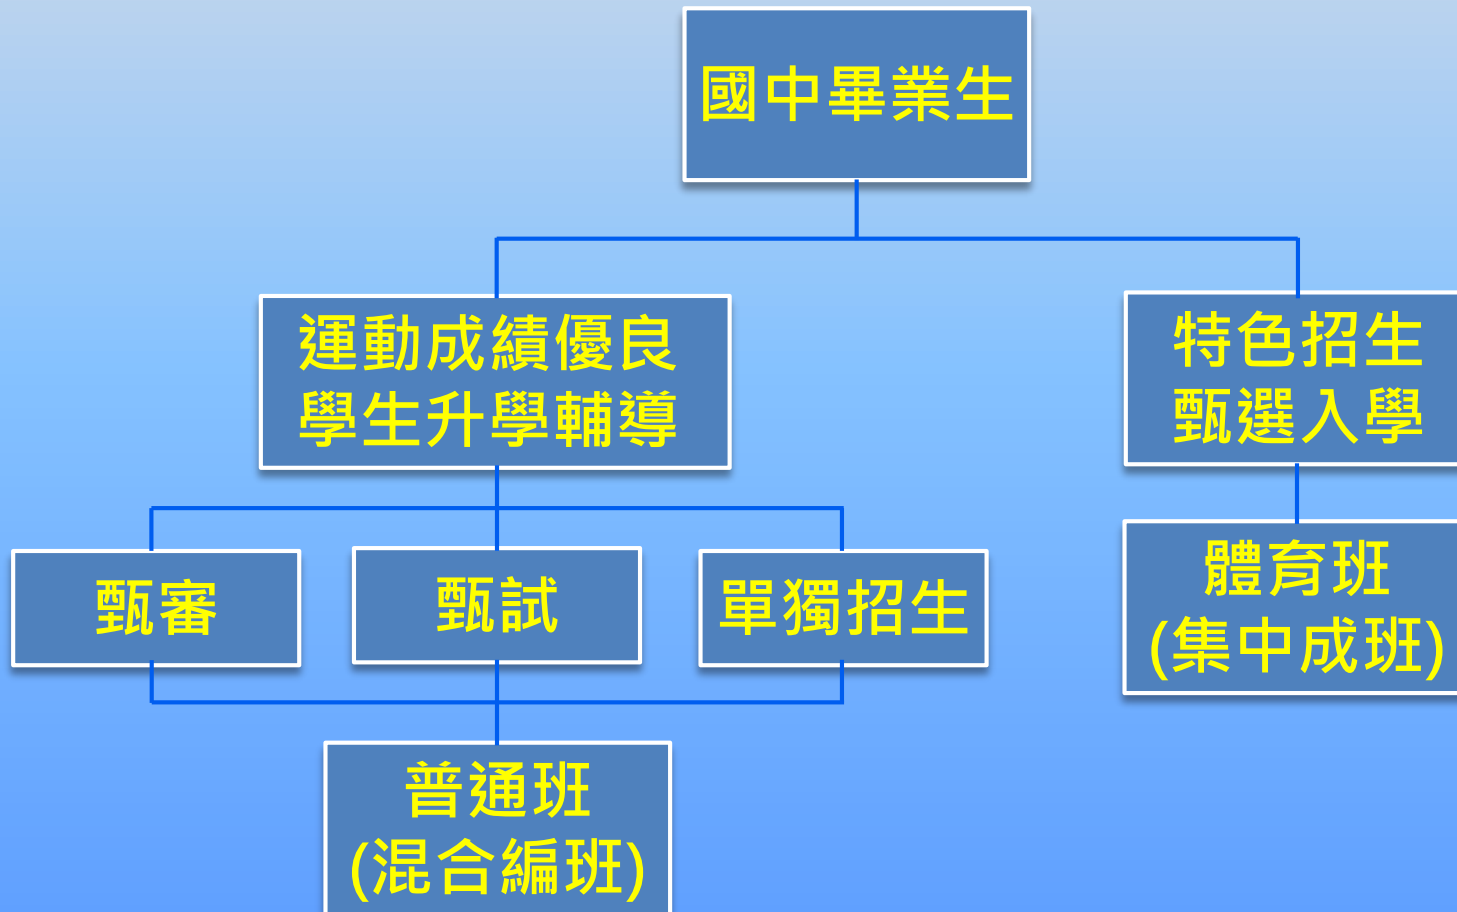 國中畢業生
運動成績優良
學生升學輔導
特色招生
甄選入學
甄審
甄試
單獨招生
體育班
(集中成班)
普通班
(混合編班)